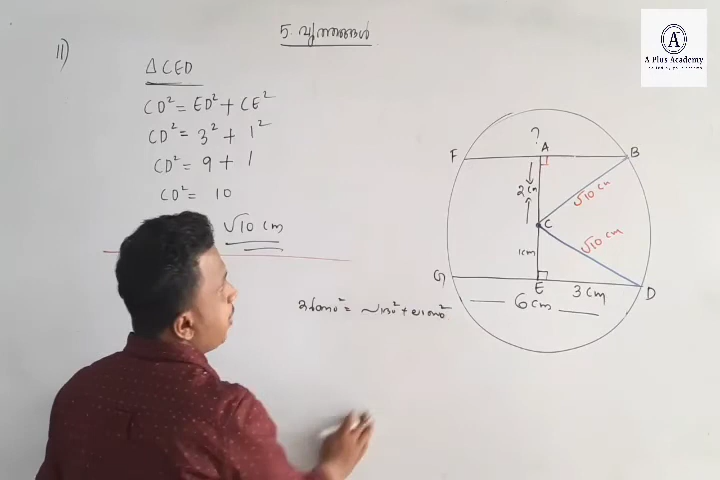 5. വൃത്തങ്ങൾ
A
A Plus Academy
11)
△CED
CD² = ED² + CE²
CD² = 3² + 1²
CD² = 9 + 1
CD² = 10
√10 cm
?
F A B
2cm
√10 cm
C
√10 cm
1cm
G E D
3cm
6cm